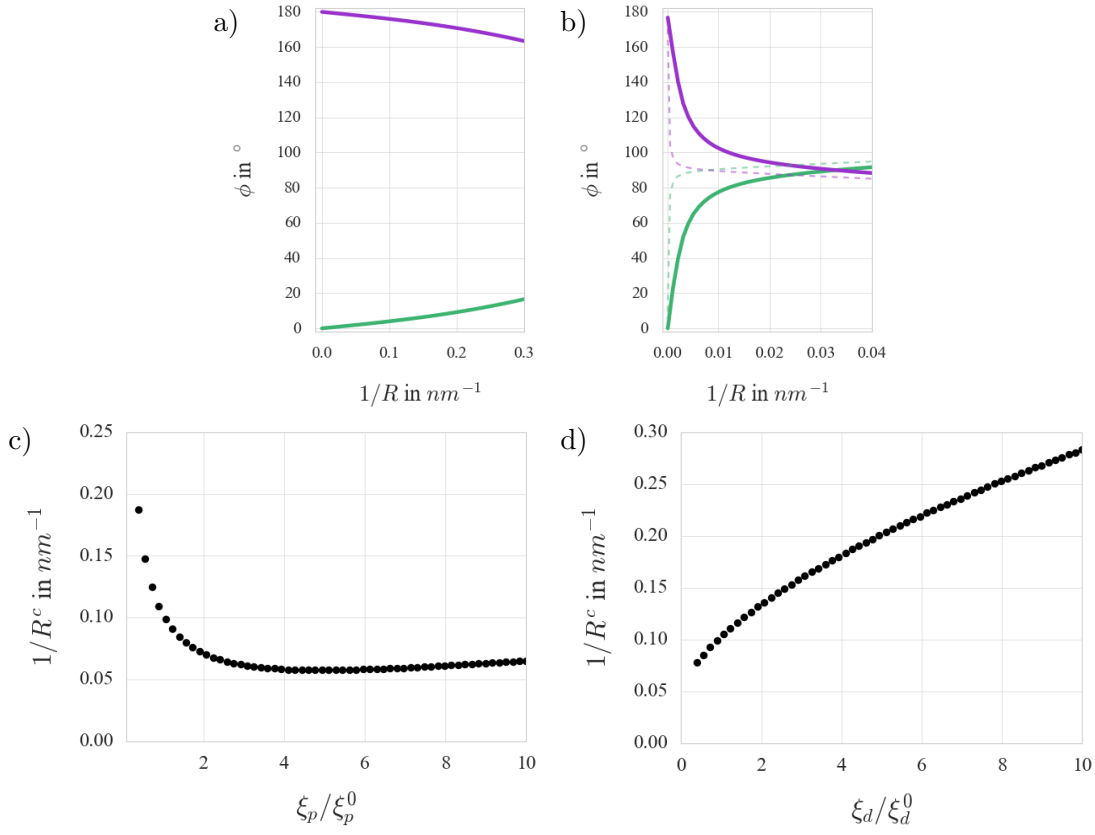 a)
180
160
140
120
100
80
60
40
20
0
ϕ in °
0.0 0.1 0.2 0.3
1/R in nm⁻¹
b)
180
160
140
120
100
80
60
40
20
0
ϕ in °
0.00 0.01 0.02 0.03 0.04
1/R in nm⁻¹
c)
0.25
0.20
0.15
0.10
0.05
0.00
1/Rᶜ in nm⁻¹
2 4 6 8 10
ξ_p/ξ_p^0
d)
0.30
0.25
0.20
0.15
0.10
0.05
0.00
1/Rᶜ in nm⁻¹
0 2 4 6 8 10
ξ_d/ξ_d^0